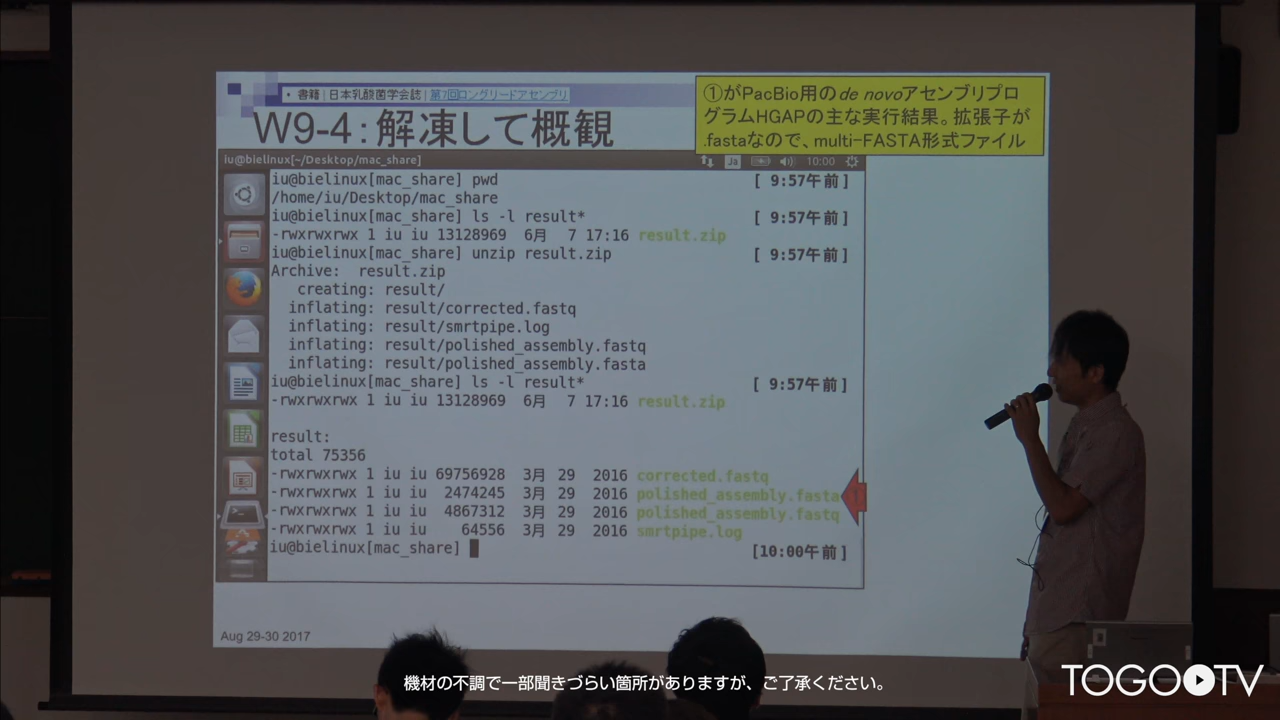 • 書籍 | 日本乳酸菌学会誌 | 第7回ロングリードアセンブリ
W9-4：解凍して概観
①がPacBio用のde novoアセンブリプロ
グラムHGAPの主な実行結果。拡張子が
.fastaなので、multi-FASTA形式ファイル
iu@bielinux[~/Desktop/mac_share]
Ja
10:00
iu@bielinux[mac_share] pwd [ 9:57午前]
/home/iu/Desktop/mac_share
iu@bielinux[mac_share] ls -l result* [ 9:57午前]
-rwxrwxrwx 1 iu iu 13128969 6月 7 17:16 result.zip
iu@bielinux[mac_share] unzip result.zip [ 9:57午前]
Archive: result.zip
creating: result/
inflating: result/corrected.fastq
inflating: result/smrtpipe.log
inflating: result/polished_assembly.fastq
inflating: result/polished_assembly.fasta
iu@bielinux[mac_share] ls -l result* [ 9:57午前]
-rwxrwxrwx 1 iu iu 13128969 6月 7 17:16 result.zip
result:
total 75356
-rwxrwxrwx 1 iu iu 69756928 3月 29 2016 corrected.fastq
-rwxrwxrwx 1 iu iu 2474245 3月 29 2016 polished_assembly.fasta
-rwxrwxrwx 1 iu iu 4867312 3月 29 2016 polished_assembly.fastq
-rwxrwxrwx 1 iu iu 64556 3月 29 2016 smrtpipe.log
iu@bielinux[mac_share] [10:00午前]
Aug 29-30 2017
機材の不調で一部聞きづらい箇所がありますが、ご了承ください。
TOGO TV